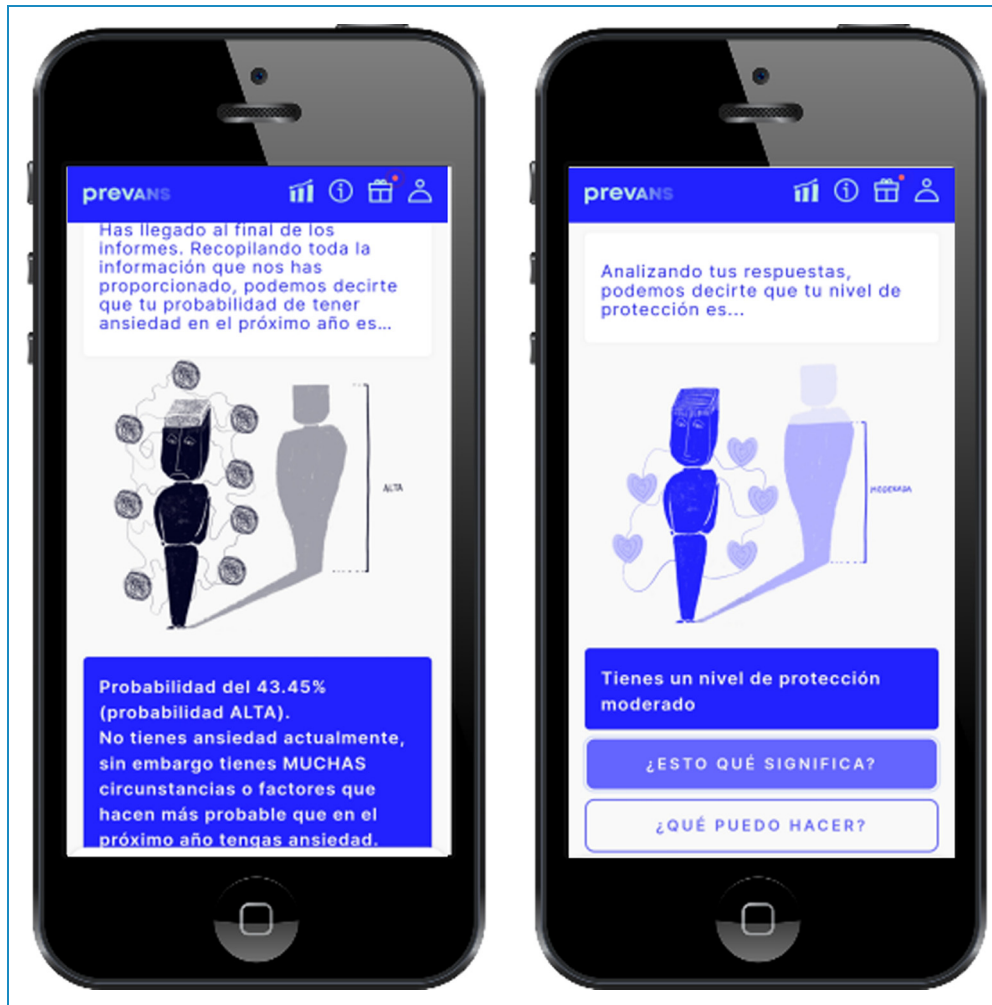 prevANS
Has llegado al final de los
informes. Recopilando toda la
información que nos has
proporcionado, podemos decirte
que tu probabilidad de tener
ansiedad en el próximo año es...
ALTA
Probabilidad del 43.45%
(probabilidad ALTA).
No tienes ansiedad actualmente,
sin embargo tienes MUCHAS
circunstancias o factores que
hacen más probable que en el
próximo año tengas ansiedad.
prevANS
Analizando tus respuestas,
podemos decirte que tu nivel de
protección es...
MODERADA
Tienes un nivel de protección
moderado
¿ESTO QUÉ SIGNIFICA?
¿QUÉ PUEDO HACER?